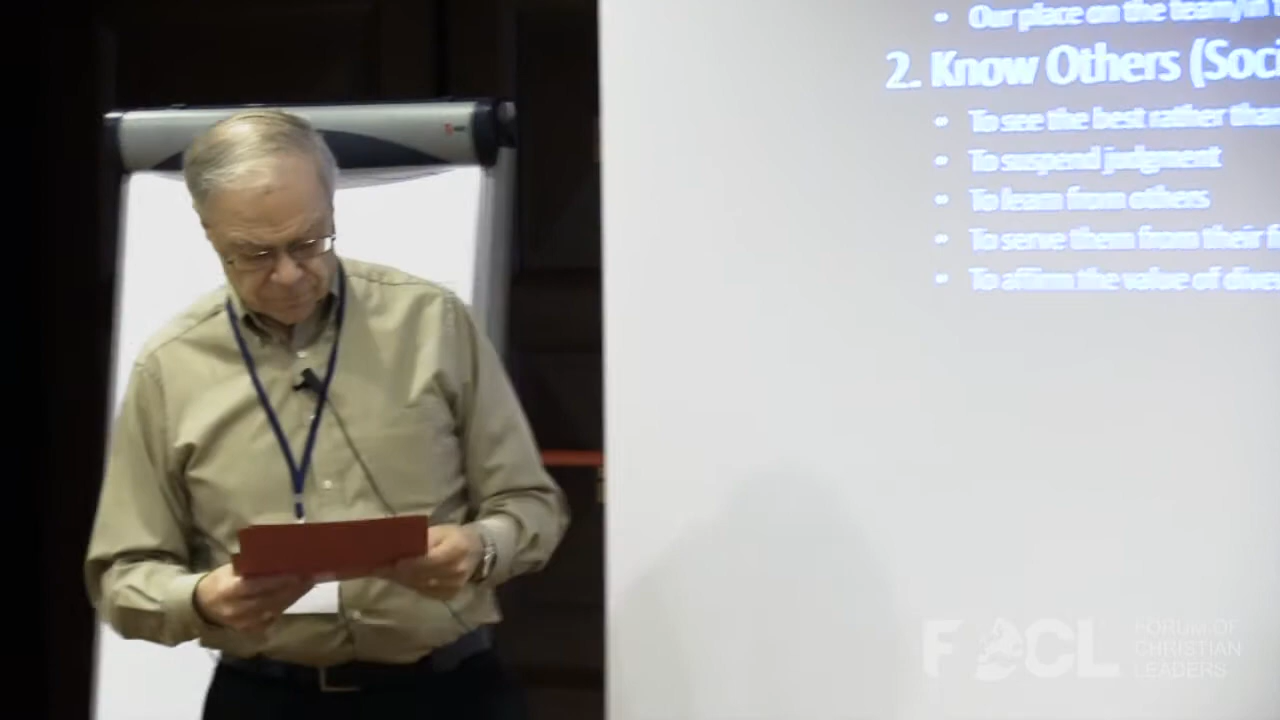 • Our place on the team/in
2. Know Others (Soci
• To see the best rather than
• To suspend judgment
• To learn from others
• To serve them from their
• To affirm the value of dive
FOCL FORUM OF
CHRISTIAN
LEADERS